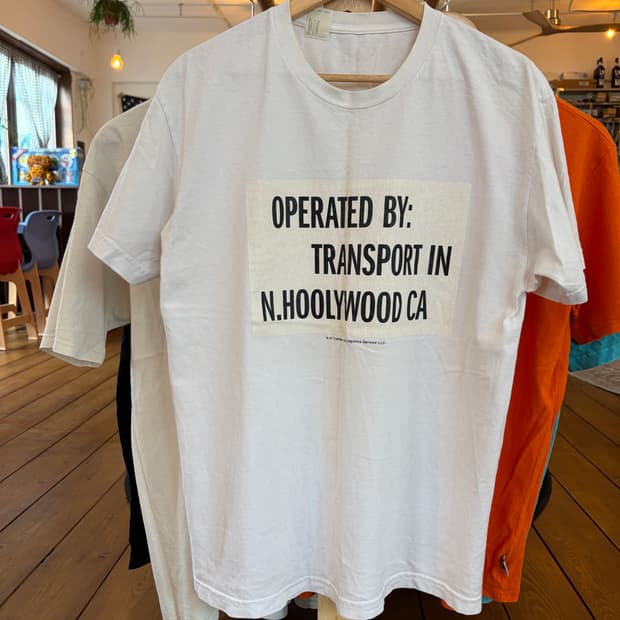 OPERATED BY:
TRANSPORT IN
N.HOOLYWOOD CA